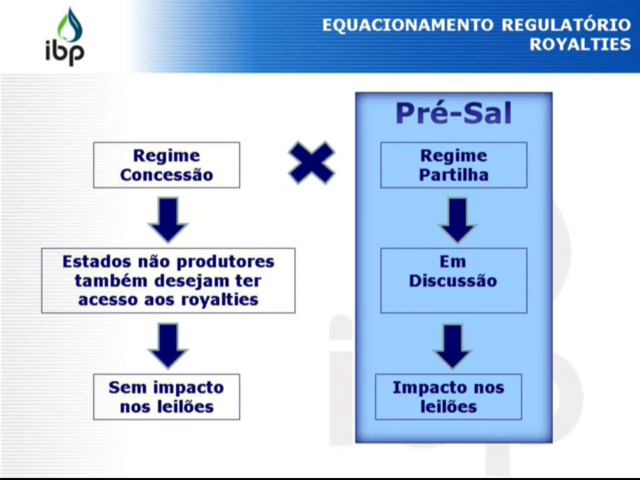 EQUACIONAMENTO REGULATÓRIO
ROYALTIES
ibp
Pré-Sal
Regime
Concessão
Regime
Partilha
Estados não produtores
também desejam ter
acesso aos royalties
Em
Discussão
Sem impacto
nos leilões
Impacto nos
leilões
ibp